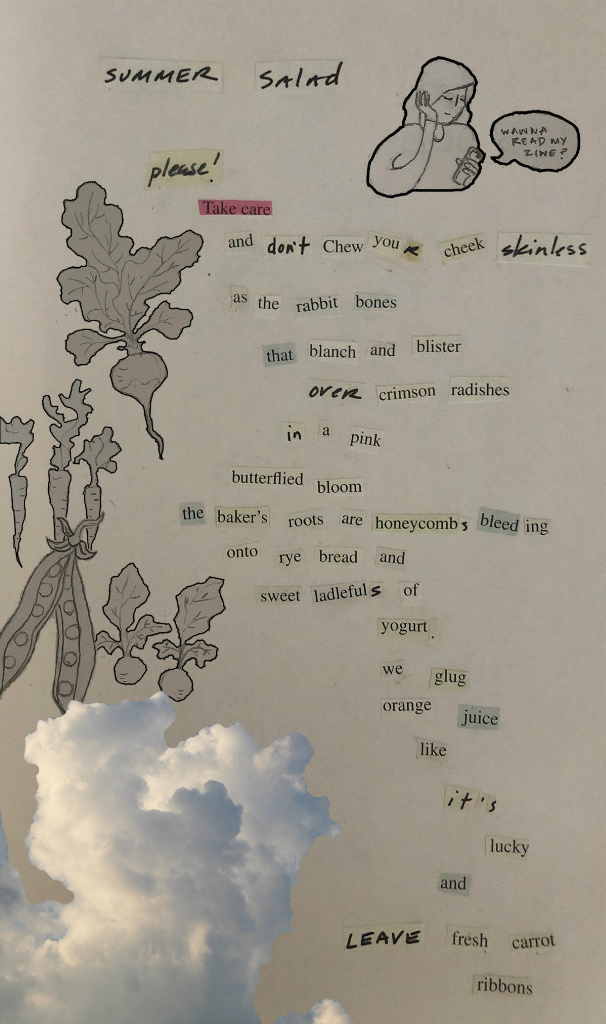 SUMMER SALAD
WANNA
READ MY
ZINE?
please!
Take care
and don't Chew youR cheek skinless
as the rabbit bones
that blanch and blister
OVER crimson radishes
in a pink
butterflied bloom
the baker's roots are honeycombs bleeding
onto rye bread and
sweet ladlefuls of
yogurt.
we glug
orange juice
like
it's
lucky
and
LEAVE fresh carrot
ribbons